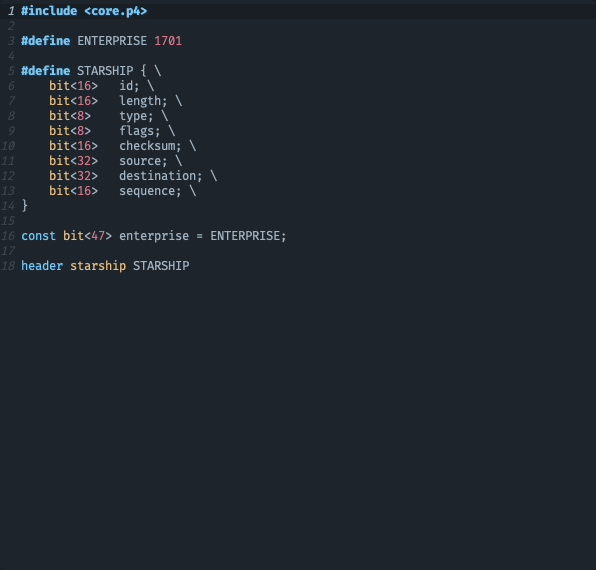 1 #include <core.p4>
2
3 #define ENTERPRISE 1701
4
5 #define STARSHIP { \
6     bit<16>   id; \
7     bit<16>   length; \
8     bit<8>    type; \
9     bit<8>    flags; \
10     bit<16>   checksum; \
11     bit<32>   source; \
12     bit<32>   destination; \
13     bit<16>   sequence; \
14 }
15
16 const bit<47> enterprise = ENTERPRISE;
17
18 header starship STARSHIP